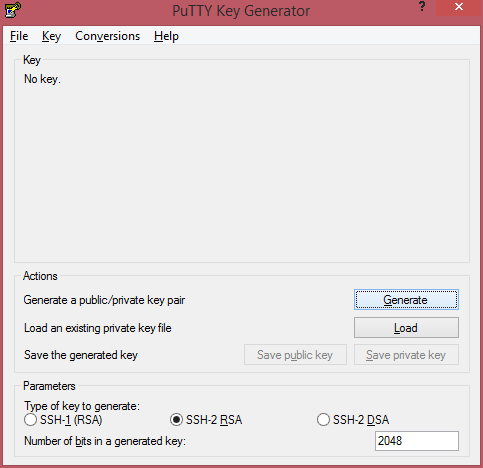 PuTTY Key Generator
? ×
File Key Conversions Help
Key
No key.
Actions
Generate a public/private key pair Generate
Load an existing private key file Load
Save the generated key Save public key Save private key
Parameters
Type of key to generate:
SSH-1 (RSA) SSH-2 RSA SSH-2 DSA
Number of bits in a generated key: 2048